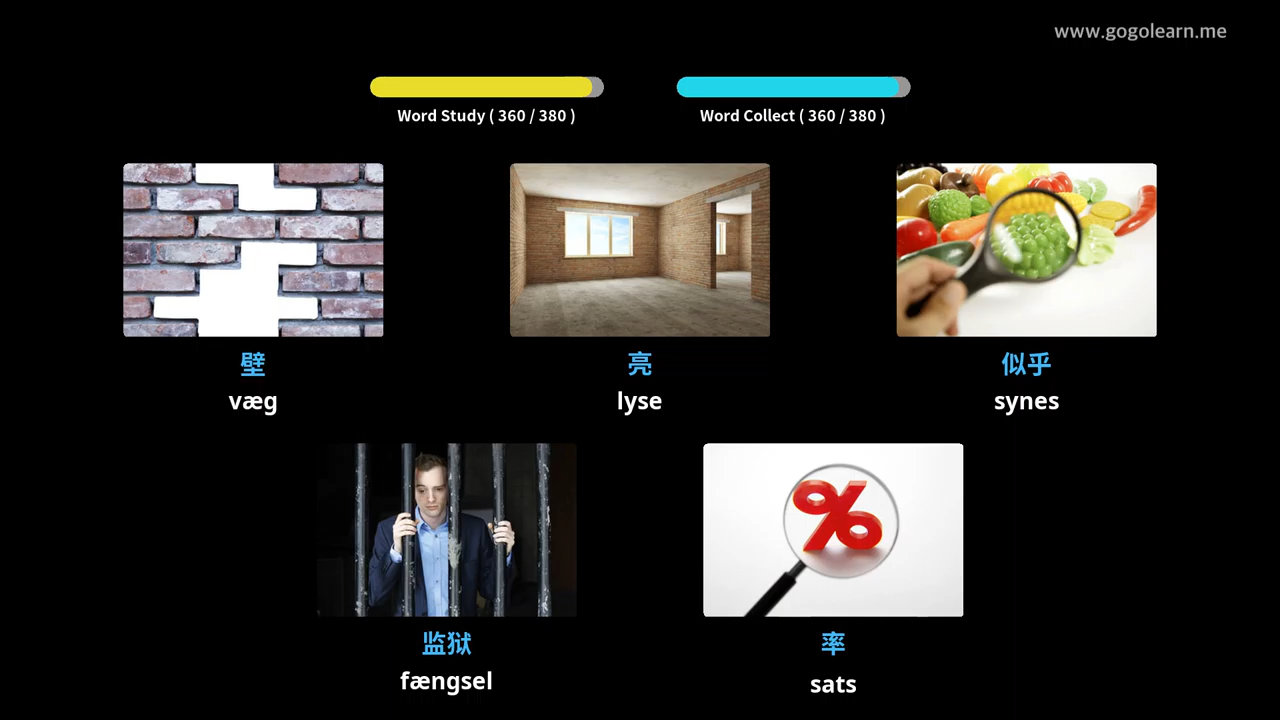 www.gogolearn.me
Word Study ( 360 / 380 )
Word Collect ( 360 / 380 )
壁
væg
亮
lyse
似乎
synes
监狱
fængsel
率
sats
%